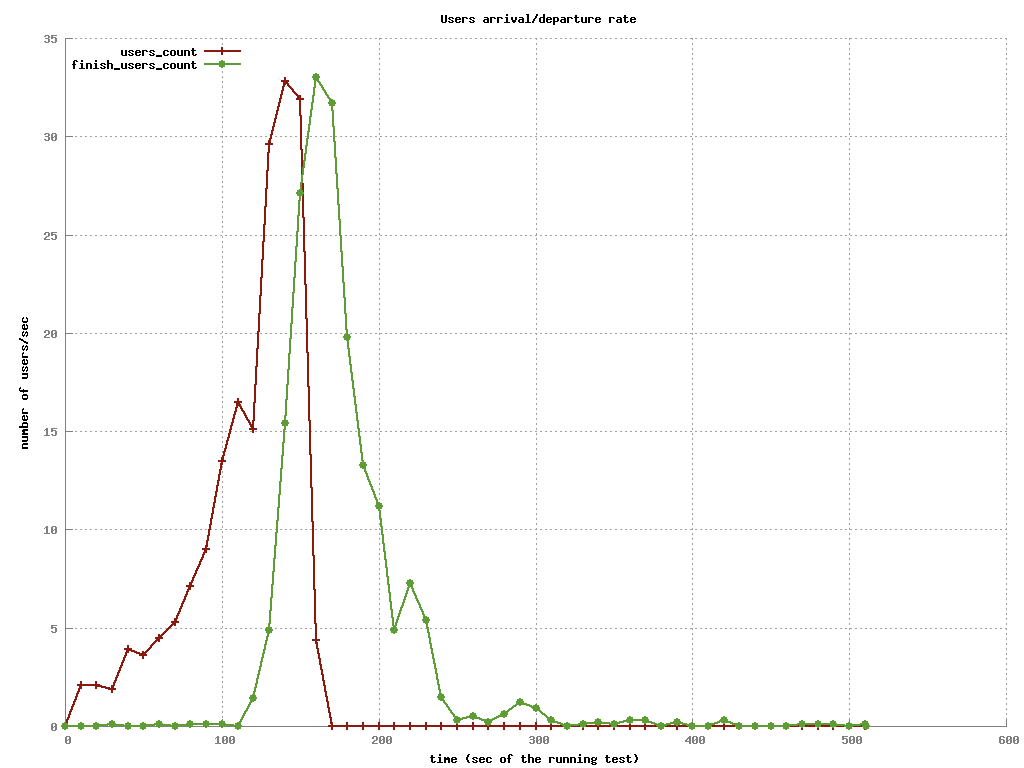 Users arrival/departure rate
users_count
finish_users_count
number of users/sec
35
30
25
20
15
10
5
0
0 100 200 300 400 500 600
time (sec of the running test)